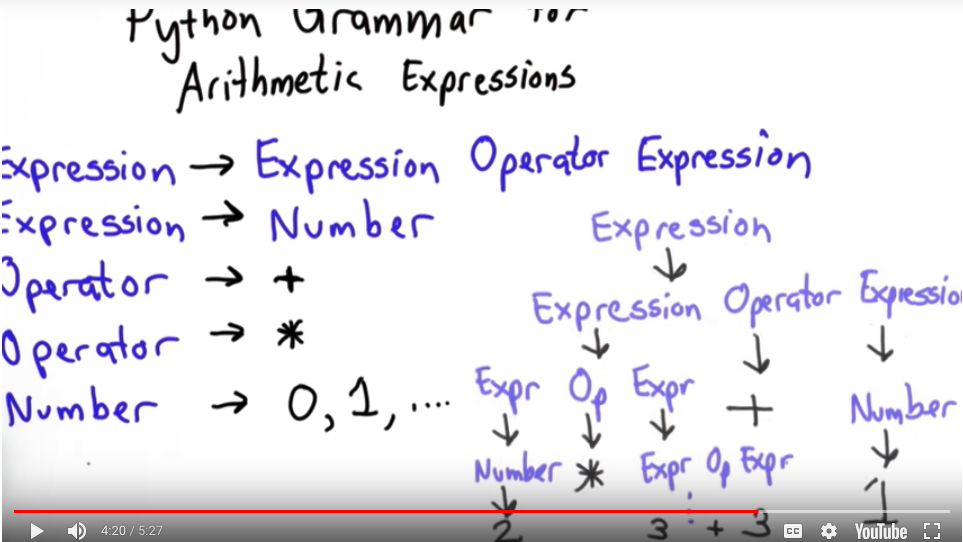 Python Grammar for
Arithmetic Expressions
Expression → Expression Operator Expression
Expression → Number
Operator → +
Operator → *
Number → 0, 1, ....
Expression
↓
Expression Operator Expression
↓ ↓ ↓
Expr Op Expr + Number
↓ ↓ ↓ ↓
Number * Expr Op Expr 1
↓ ⋮
2 3 + 3
4:20 / 5:27 CC YouTube